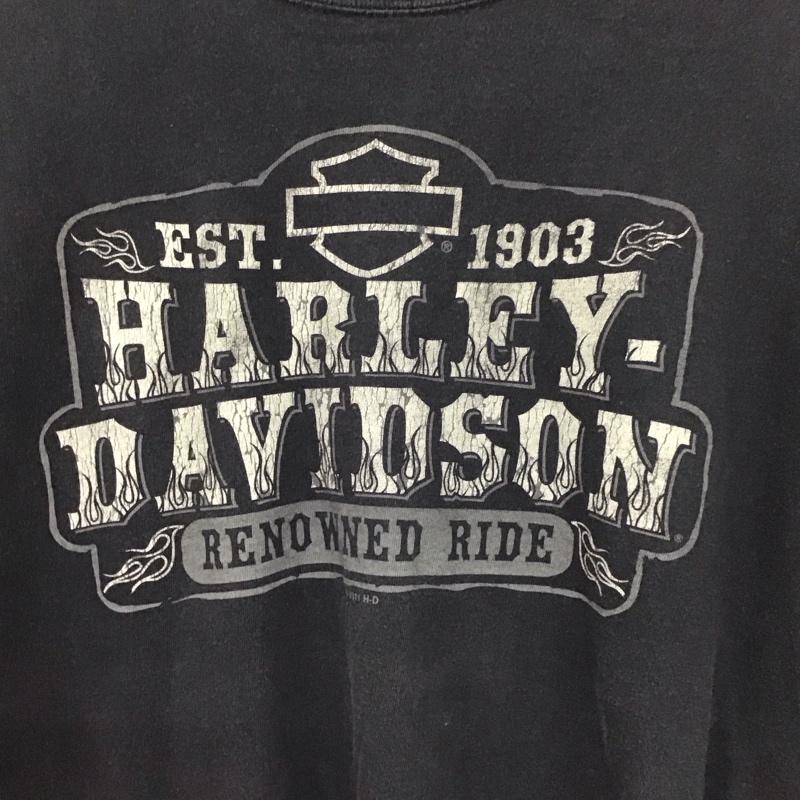 EST. ® 1903
HARLEY-
DAVIDSON®
RENOWNED RIDE
H-D